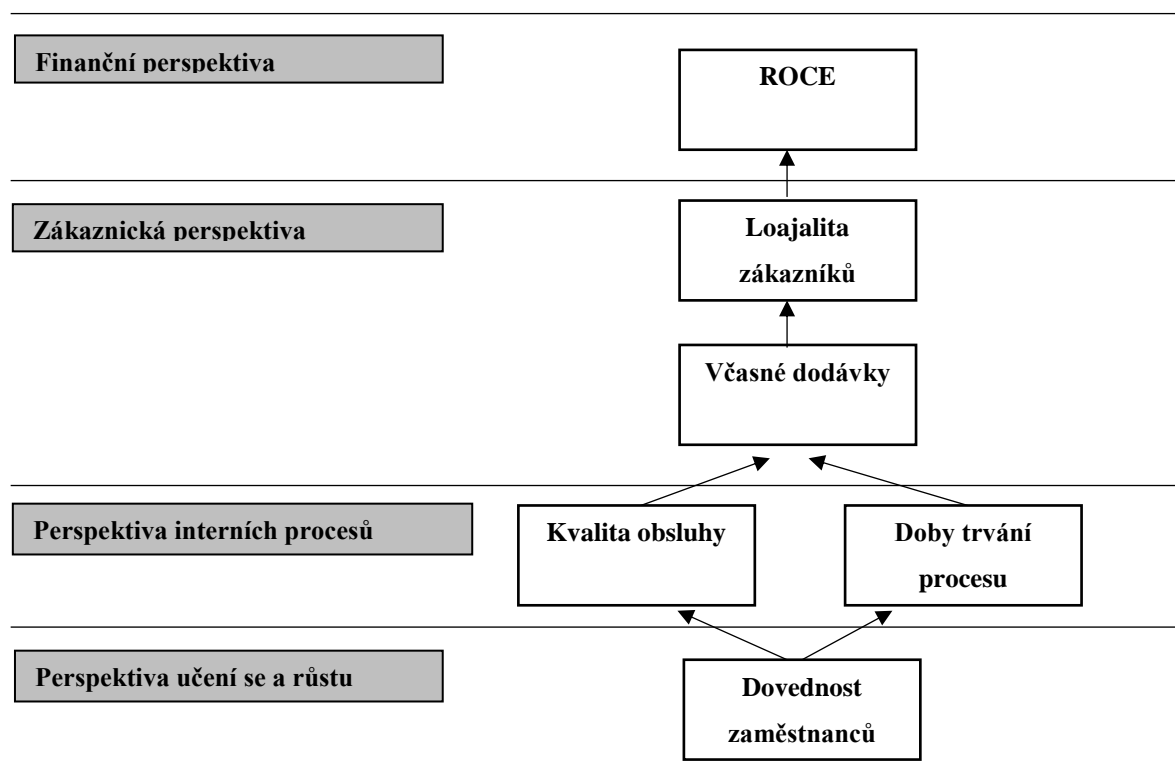 Finanční perspektiva
ROCE
Zákaznická perspektiva
Loajalita
zákazníků
Včasné dodávky
Perspektiva interních procesů
Kvalita obsluhy
Doby trvání
procesu
Perspektiva učení se a růstu
Dovednost
zaměstnanců